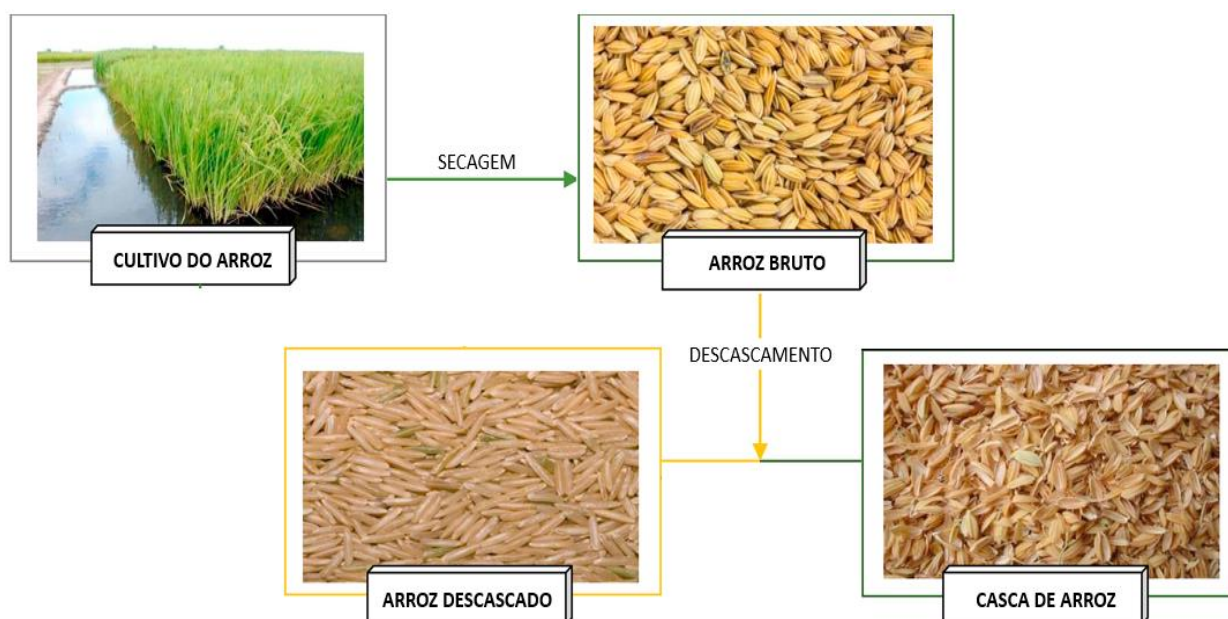 SECAGEM
CULTIVO DO ARROZ
ARROZ BRUTO
DESCASCAMENTO
ARROZ DESCASCADO
CASCA DE ARROZ